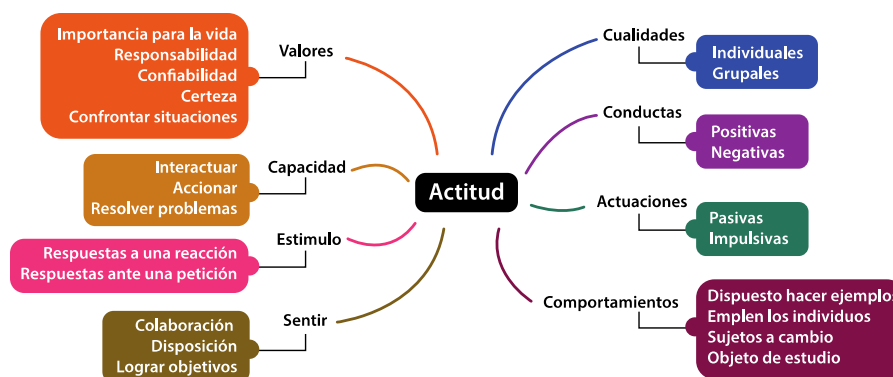 Valores
Importancia para la vida
Responsabilidad
Confiabilidad
Certeza
Confrontar situaciones
Capacidad
Interactuar
Accionar
Resolver problemas
Estimulo
Respuestas a una reacción
Respuestas ante una petición
Sentir
Colaboración
Disposición
Lograr objetivos
Actitud
Cualidades
Individuales
Grupales
Conductas
Positivas
Negativas
Actuaciones
Pasivas
Impulsivas
Comportamientos
Dispuesto hacer ejemplos
Emplen los individuos
Sujetos a cambio
Objeto de estudio